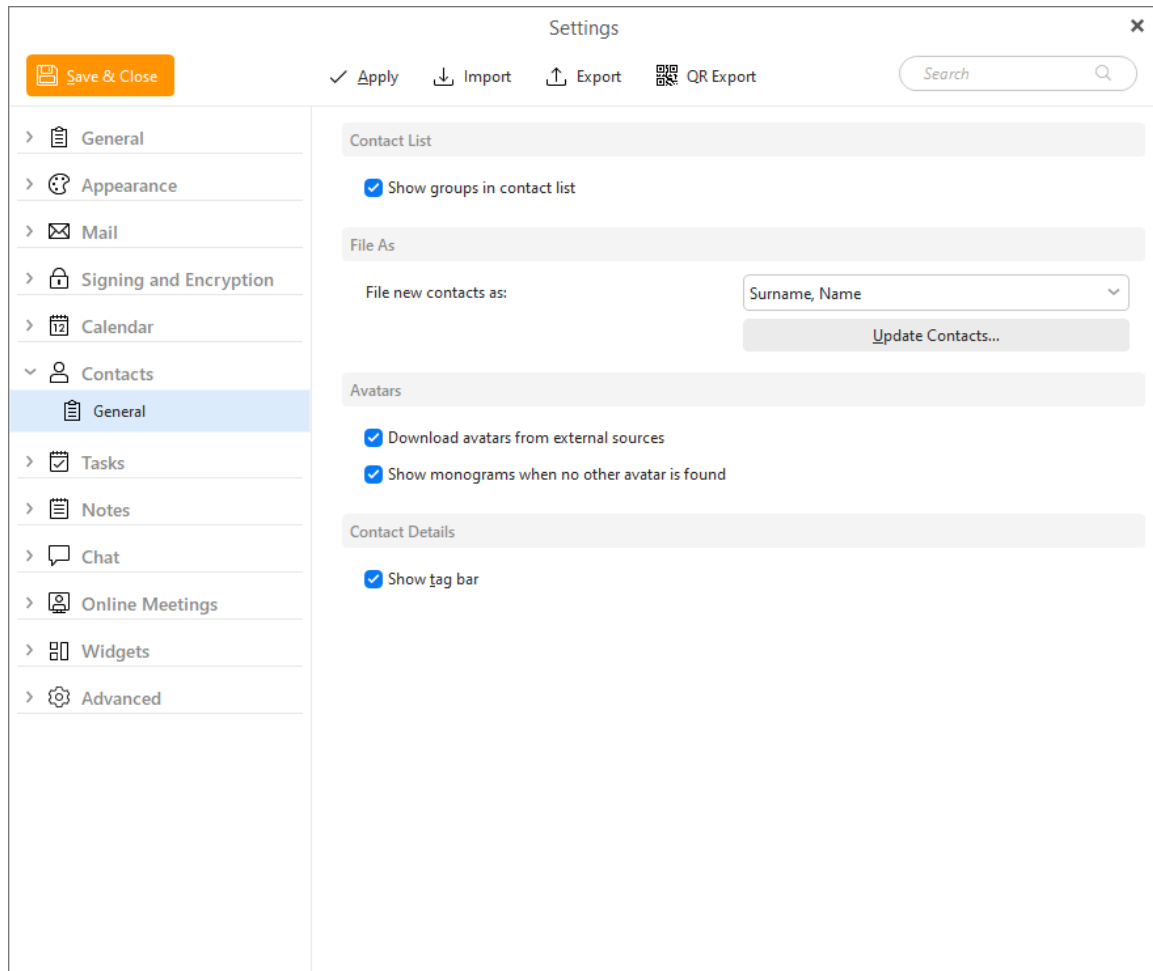 Settings
Save & Close
Apply
Import
Export
QR Export
Search
General
Appearance
Mail
Signing and Encryption
12
Calendar
Contacts
General
Tasks
Notes
Chat
Online Meetings
Widgets
Advanced
Contact List
Show groups in contact list
File As
File new contacts as:
Surname, Name
Update Contacts...
Avatars
Download avatars from external sources
Show monograms when no other avatar is found
Contact Details
Show tag bar